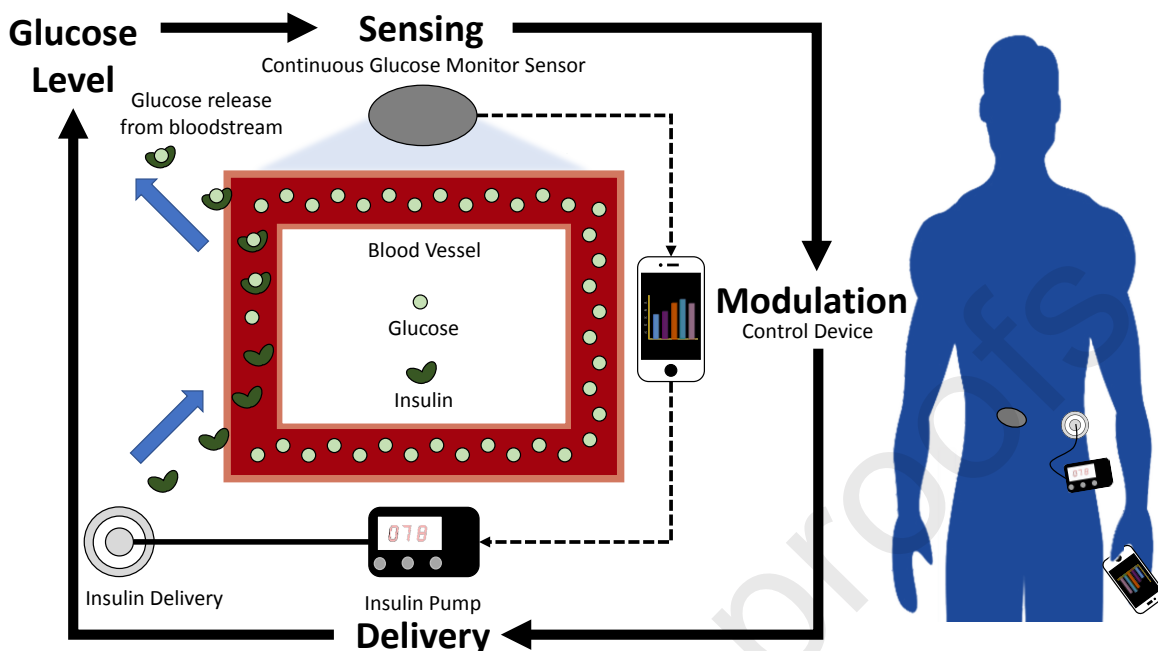 Glucose
Level
Sensing
Continuous Glucose Monitor Sensor
Glucose release
from bloodstream
Blood Vessel
Glucose
Insulin
Modulation
Control Device
078
Insulin Delivery
Insulin Pump
Delivery
078
proofs